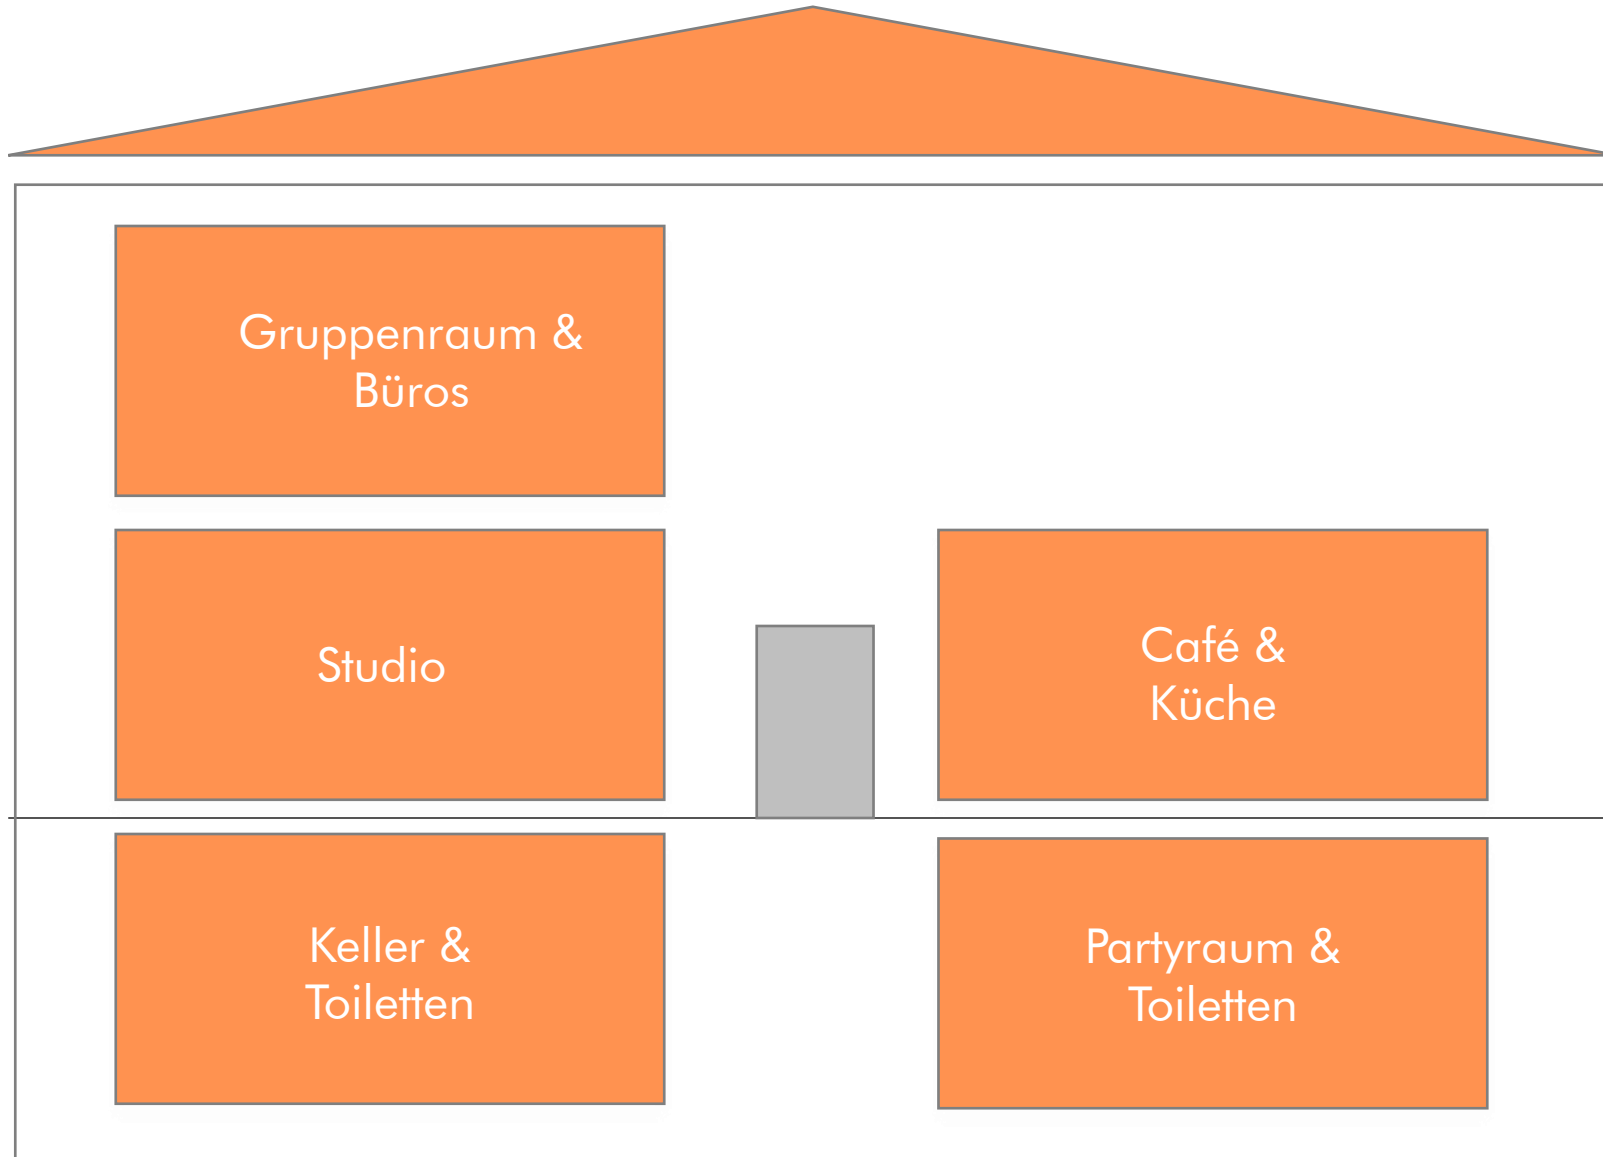 Gruppenraum &
Büros
Studio
Café &
Küche
Keller &
Toiletten
Partyraum &
Toiletten